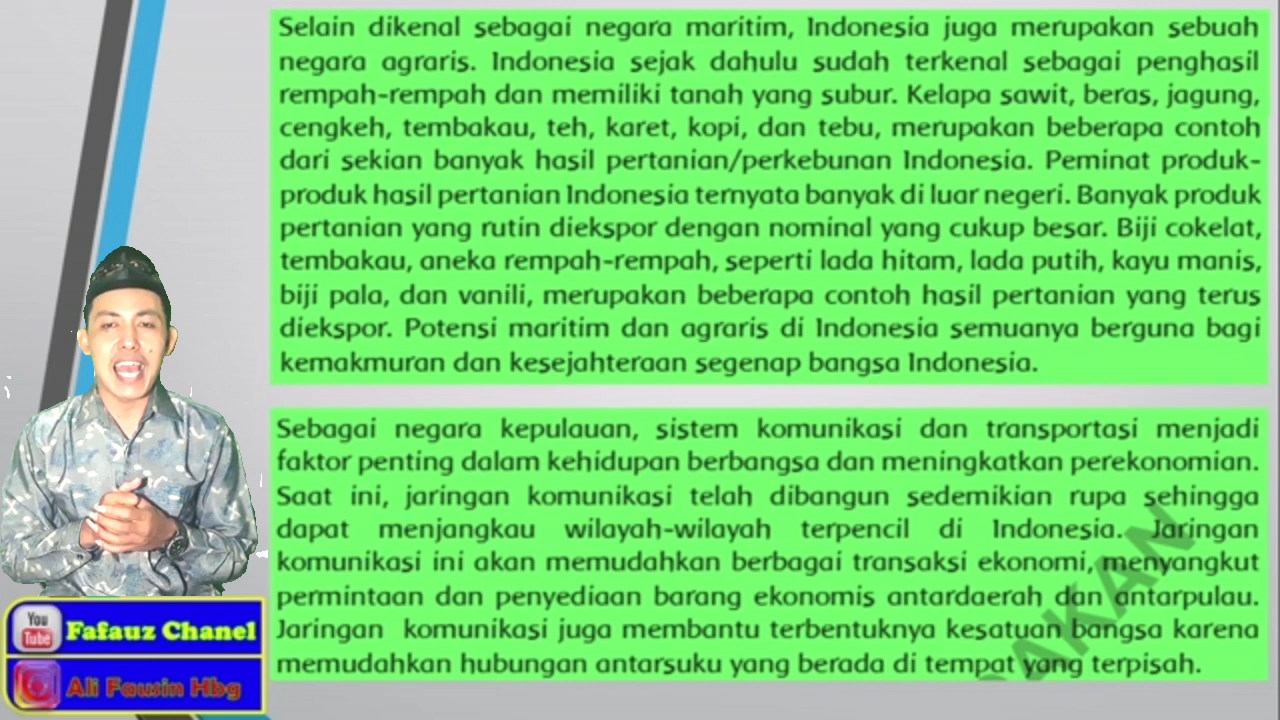 Selain dikenal sebagai negara maritim, Indonesia juga merupakan sebuah
negara agraris. Indonesia sejak dahulu sudah terkenal sebagai penghasil
rempah-rempah dan memiliki tanah yang subur. Kelapa sawit, beras, jagung,
cengkeh, tembakau, teh, karet, kopi, dan tebu, merupakan beberapa contoh
dari sekian banyak hasil pertanian/perkebunan Indonesia. Peminat produk-
produk hasil pertanian Indonesia ternyata banyak di luar negeri. Banyak produk
pertanian yang rutin diekspor dengan nominal yang cukup besar. Biji cokelat,
tembakau, aneka rempah-rempah, seperti lada hitam, lada putih, kayu manis,
biji pala, dan vanili, merupakan beberapa contoh hasil pertanian yang terus
diekspor. Potensi maritim dan agraris di Indonesia semuanya berguna bagi
kemakmuran dan kesejahteraan segenap bangsa Indonesia.
Sebagai negara kepulauan, sistem komunikasi dan transportasi menjadi
faktor penting dalam kehidupan berbangsa dan meningkatkan perekonomian.
Saat ini, jaringan komunikasi telah dibangun sedemikian rupa sehingga
dapat menjangkau wilayah-wilayah terpencil di Indonesia. Jaringan
komunikasi ini akan memudahkan berbagai transaksi ekonomi, menyangkut
permintaan dan penyediaan barang ekonomis antardaerah dan antarpulau.
Jaringan komunikasi juga membantu terbentuknya kesatuan bangsa karena
memudahkan hubungan antarsuku yang berada di tempat yang terpisah.
You
Tube
Fafauz Chanel
Ali Fausin Hbg